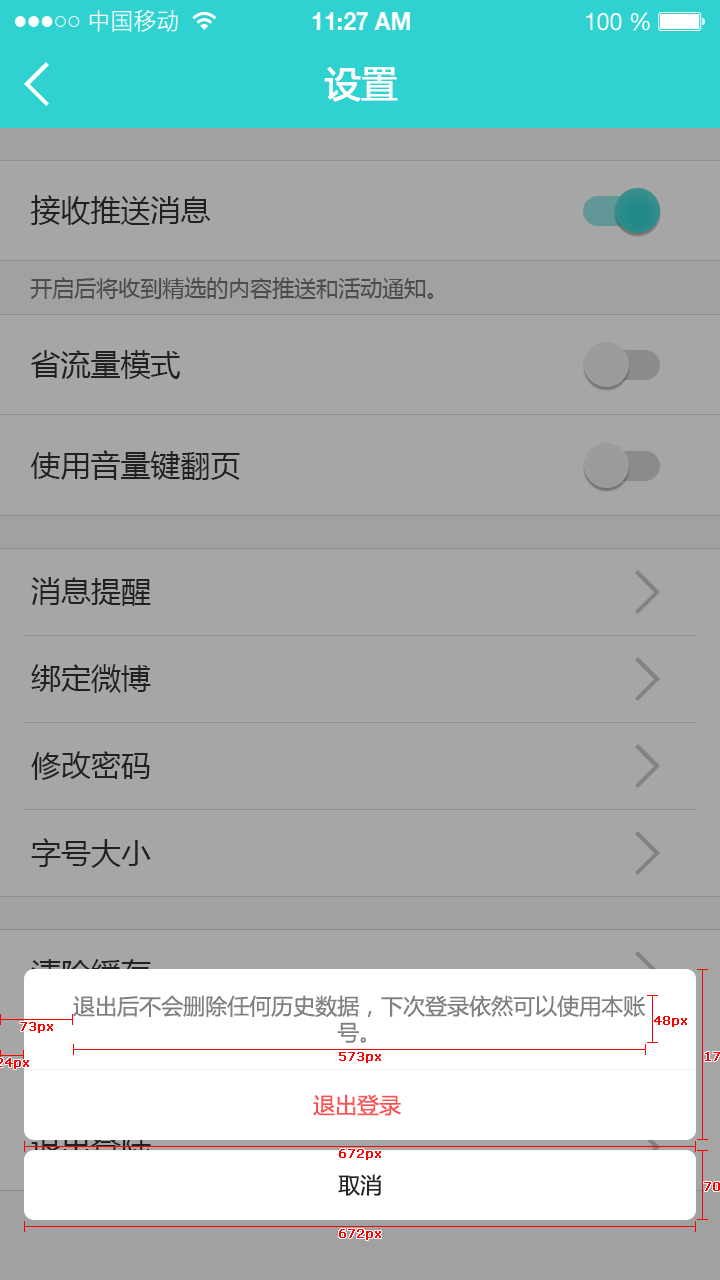 中国移动 11:27 AM 100 %
设置
接收推送消息
开启后将收到精选的内容推送和活动通知。
省流量模式
使用音量键翻页
消息提醒
绑定微博
修改密码
字号大小
清除缓存
退出后不会删除任何历史数据，下次登录依然可以使用本账
号。
73px
48px
573px
24px
17
退出登录
672px
取消
70
672px